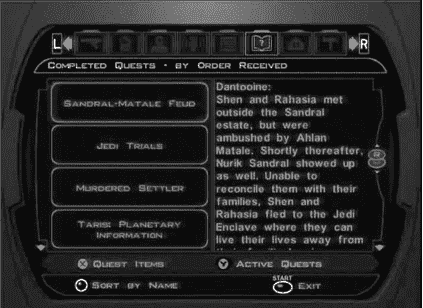 L R
Completed Quests - by Order Received
Sandral-Matale Feud
Jedi Trials
Murdered Settler
Taris: Planetary
Information
Dantooine:
Shen and Rahasia met
outside the Sandral
estate, but were
ambushed by Ahlan
Matale. Shortly thereafter,
Nurik Sandral showed up
as well. Unable to
reconcile them with their
families, Shen and
Rahasia fled to the Jedi
Enclave where they can
live their lives away from
X Quest Items Y Active Quests
Sort by Name START Exit